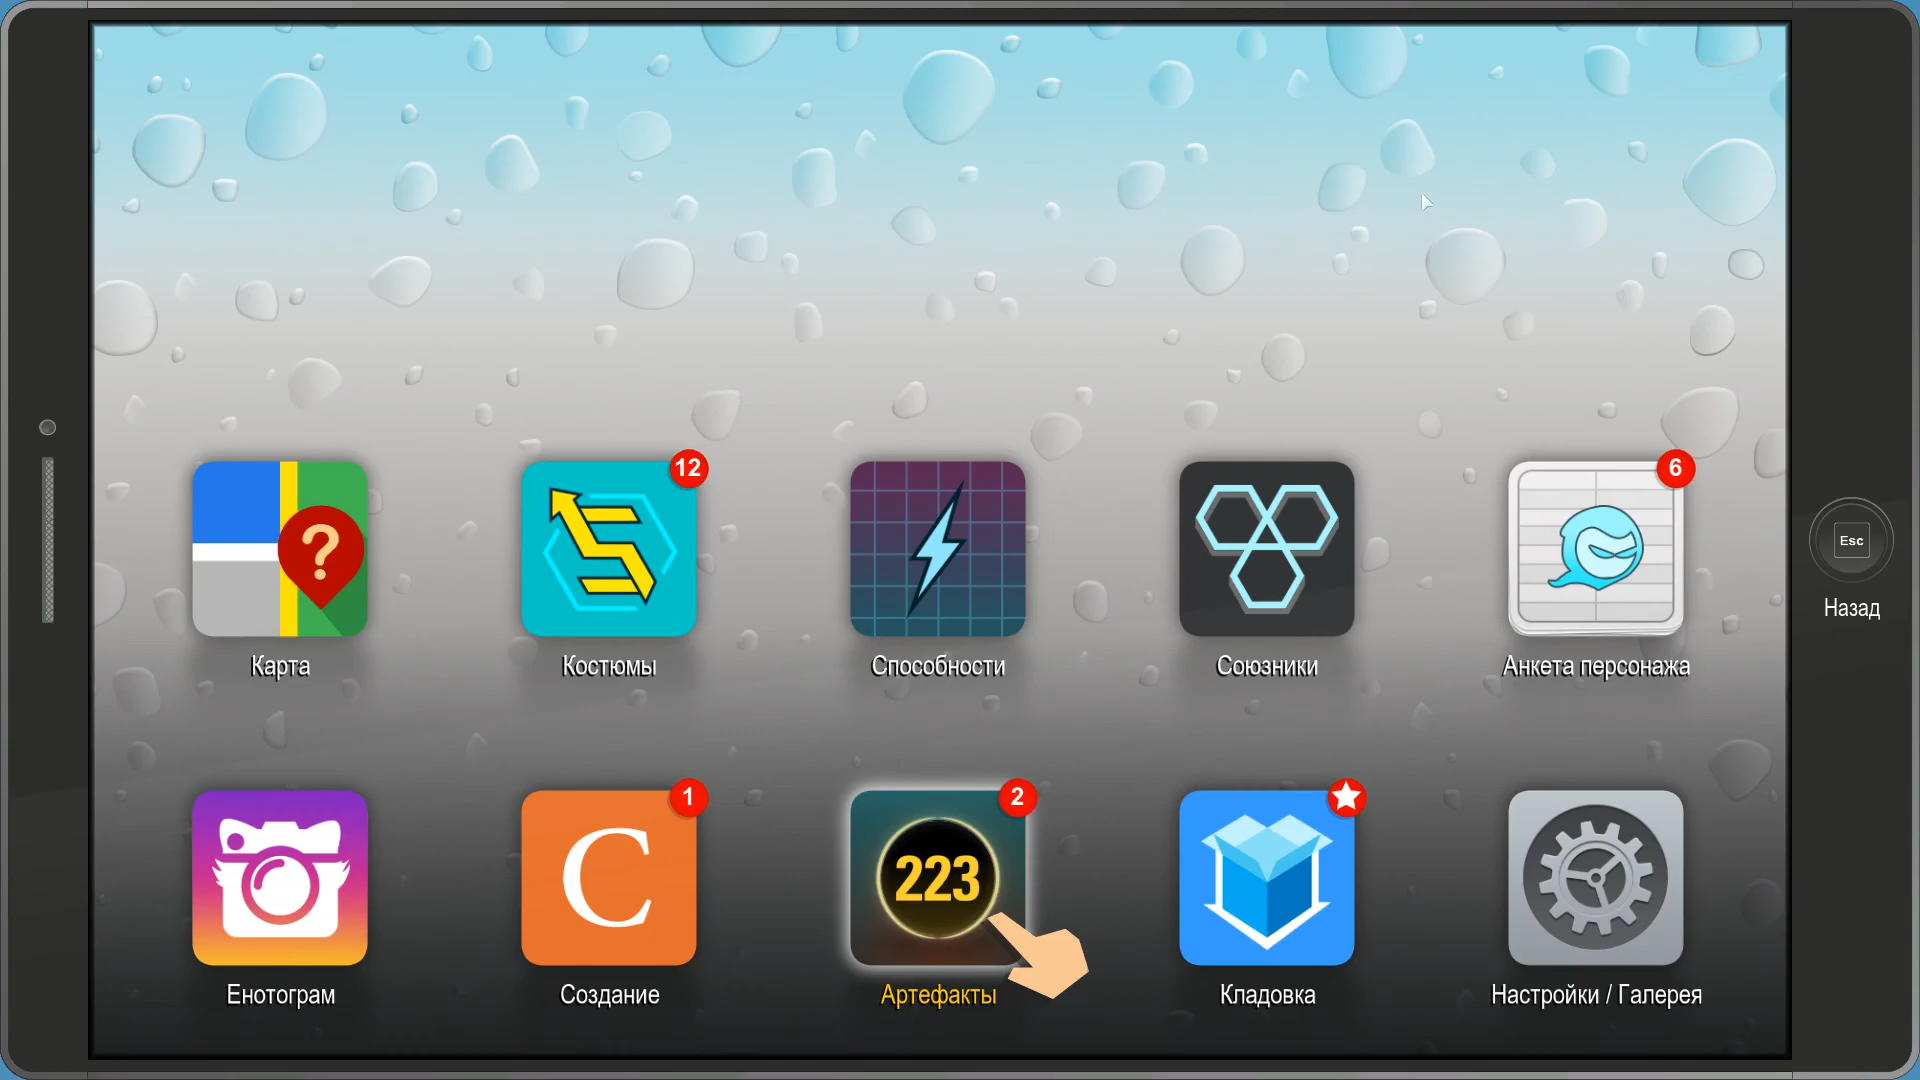 12
6
?
Esc
Назад
Карта
Костюмы
Способности
Союзники
Анкета персонажа
1
2
C
223
Енотограм
Создание
Артефакты
Кладовка
Настройки / Галерея